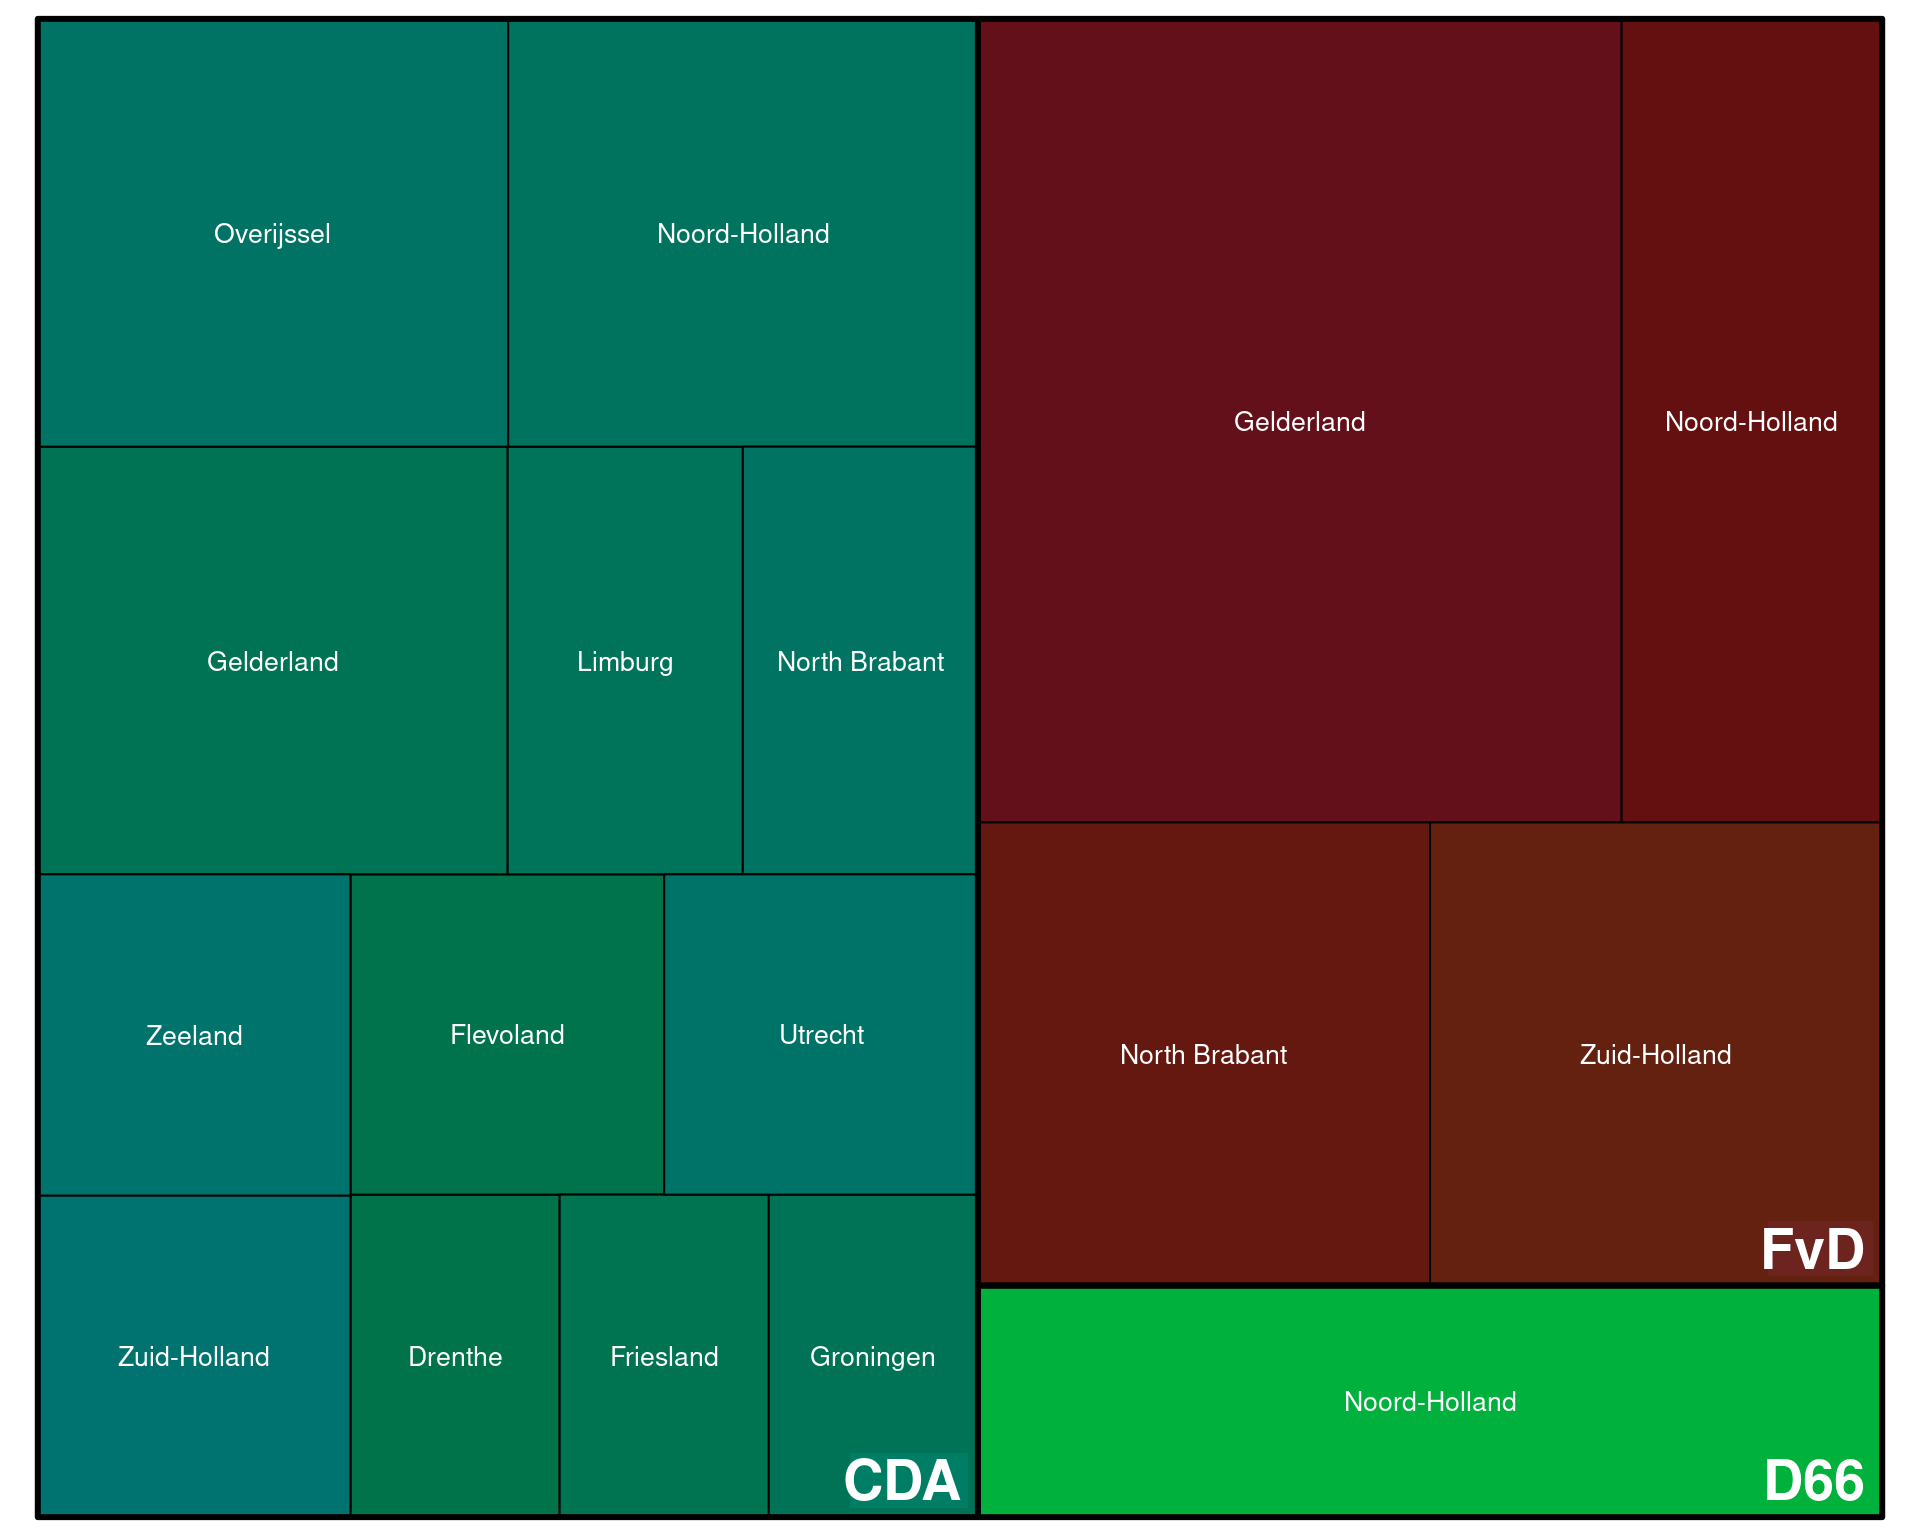 Overijssel
Noord-Holland
Gelderland
Limburg
North Brabant
Zeeland
Flevoland
Utrecht
Zuid-Holland
Drenthe
Friesland
Groningen
CDA
Gelderland
Noord-Holland
North Brabant
Zuid-Holland
FvD
Noord-Holland
D66